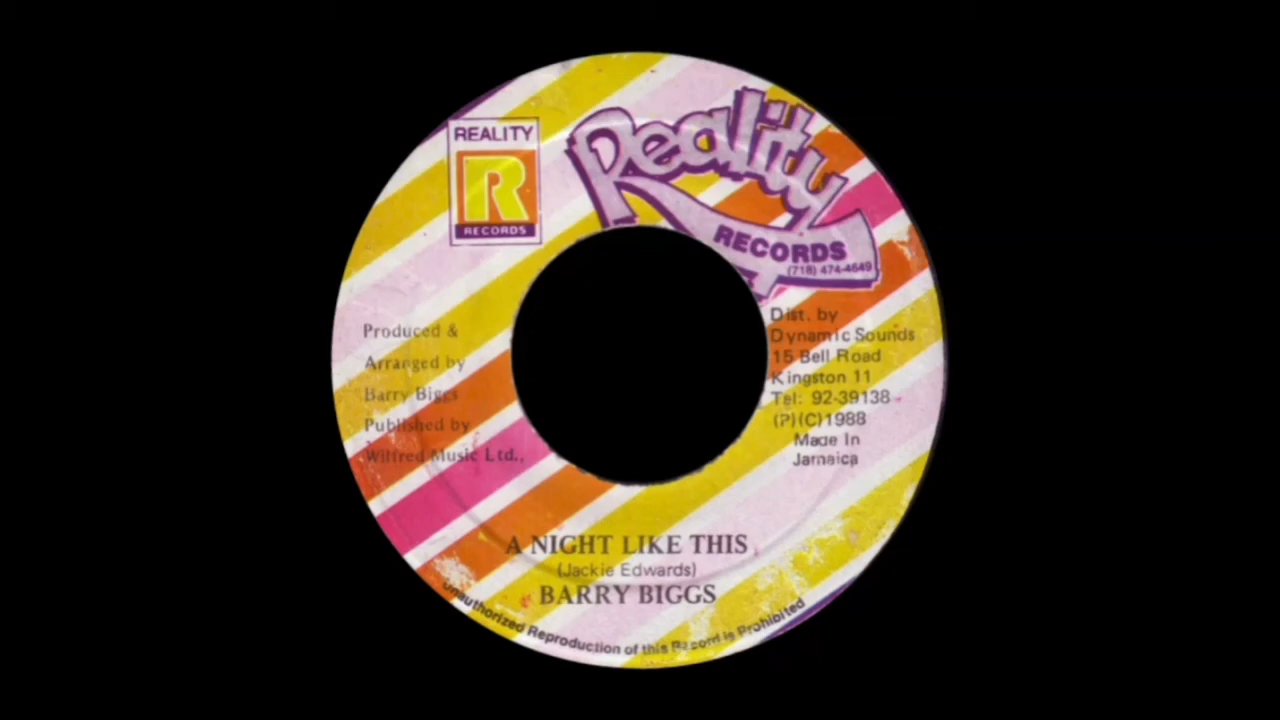 REALITY
R
RECORDS
Reality
RECORDS
(718) 474-4649
Produced &
Arranged by
Barry Biggs
Published by
Wilfred Music Ltd.,
Dist. by
Dynamic Sounds
15 Bell Road
Kingston 11
Tel: 92-39138
(P)(C)1988
Made In
Jamaica
A NIGHT LIKE THIS
(Jackie Edwards)
BARRY BIGGS
Unauthorized Reproduction of this Record is Prohibited